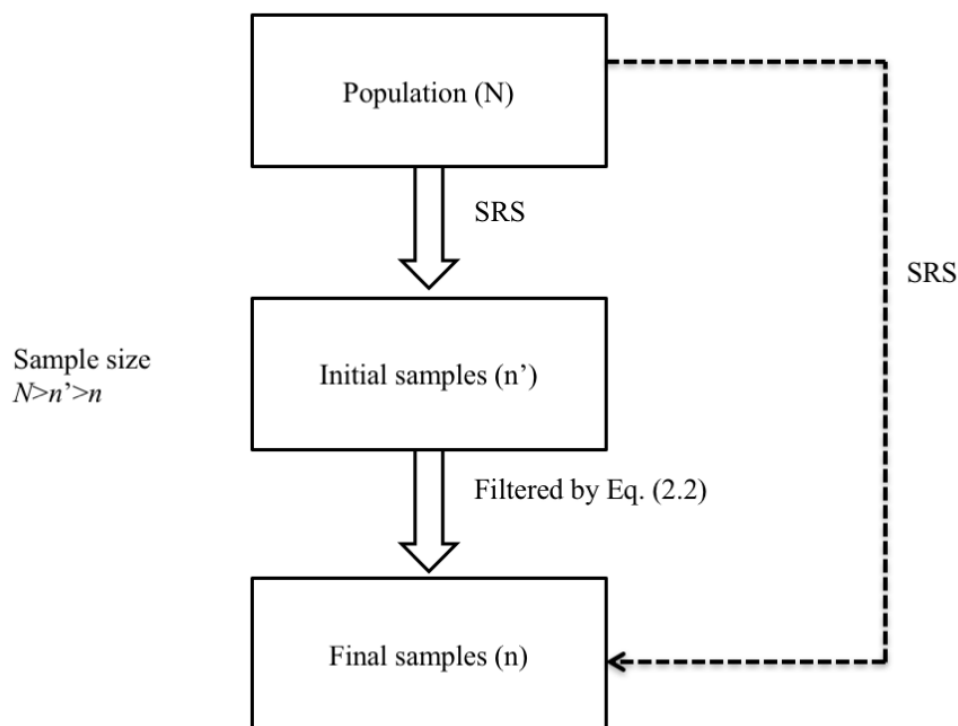 Population (N)
SRS
SRS
Sample size
N>n’>n
Initial samples (n’)
Filtered by Eq. (2.2)
Final samples (n)